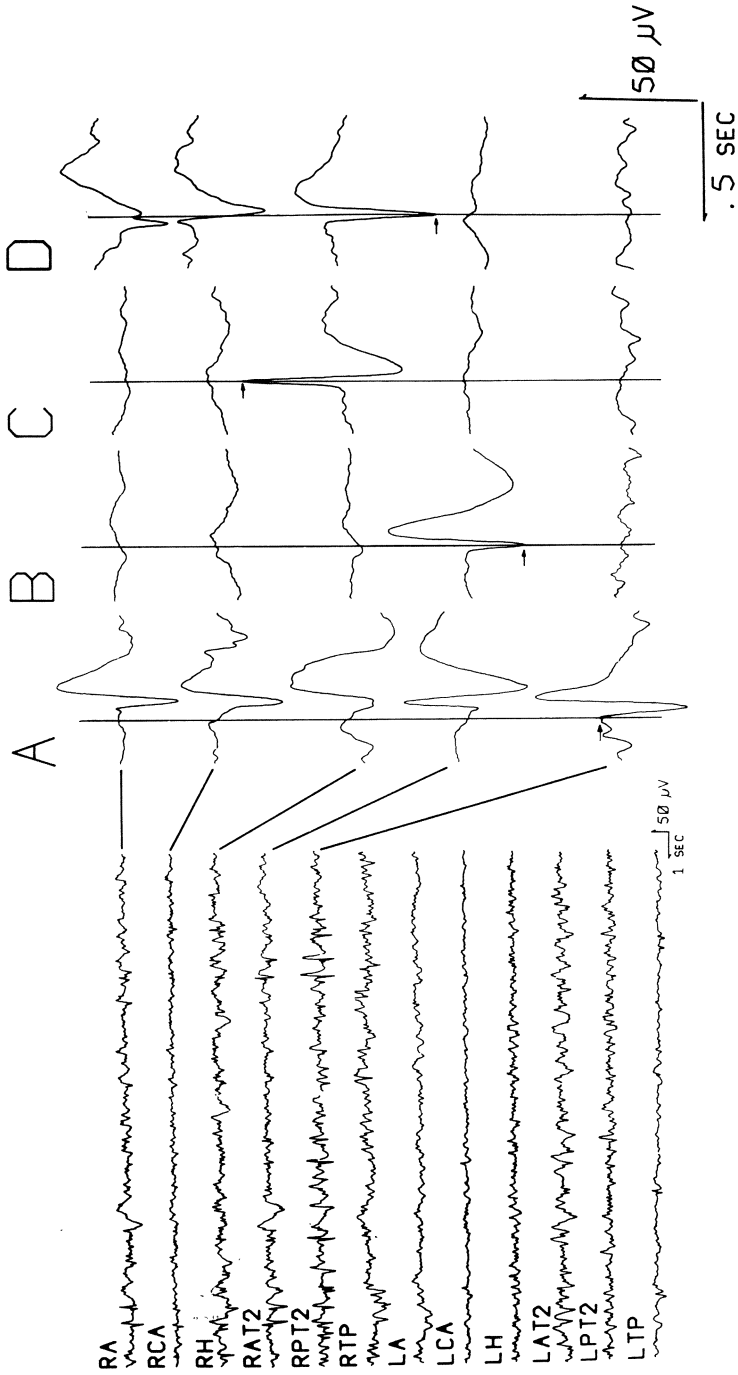 RA
RCA
RH
RAT2
RPT2
RTP
LA
LCA
LH
LAT2
LPT2
LTP
50 µV
1 SEC
A
B
C
D
50 µV
.5 SEC